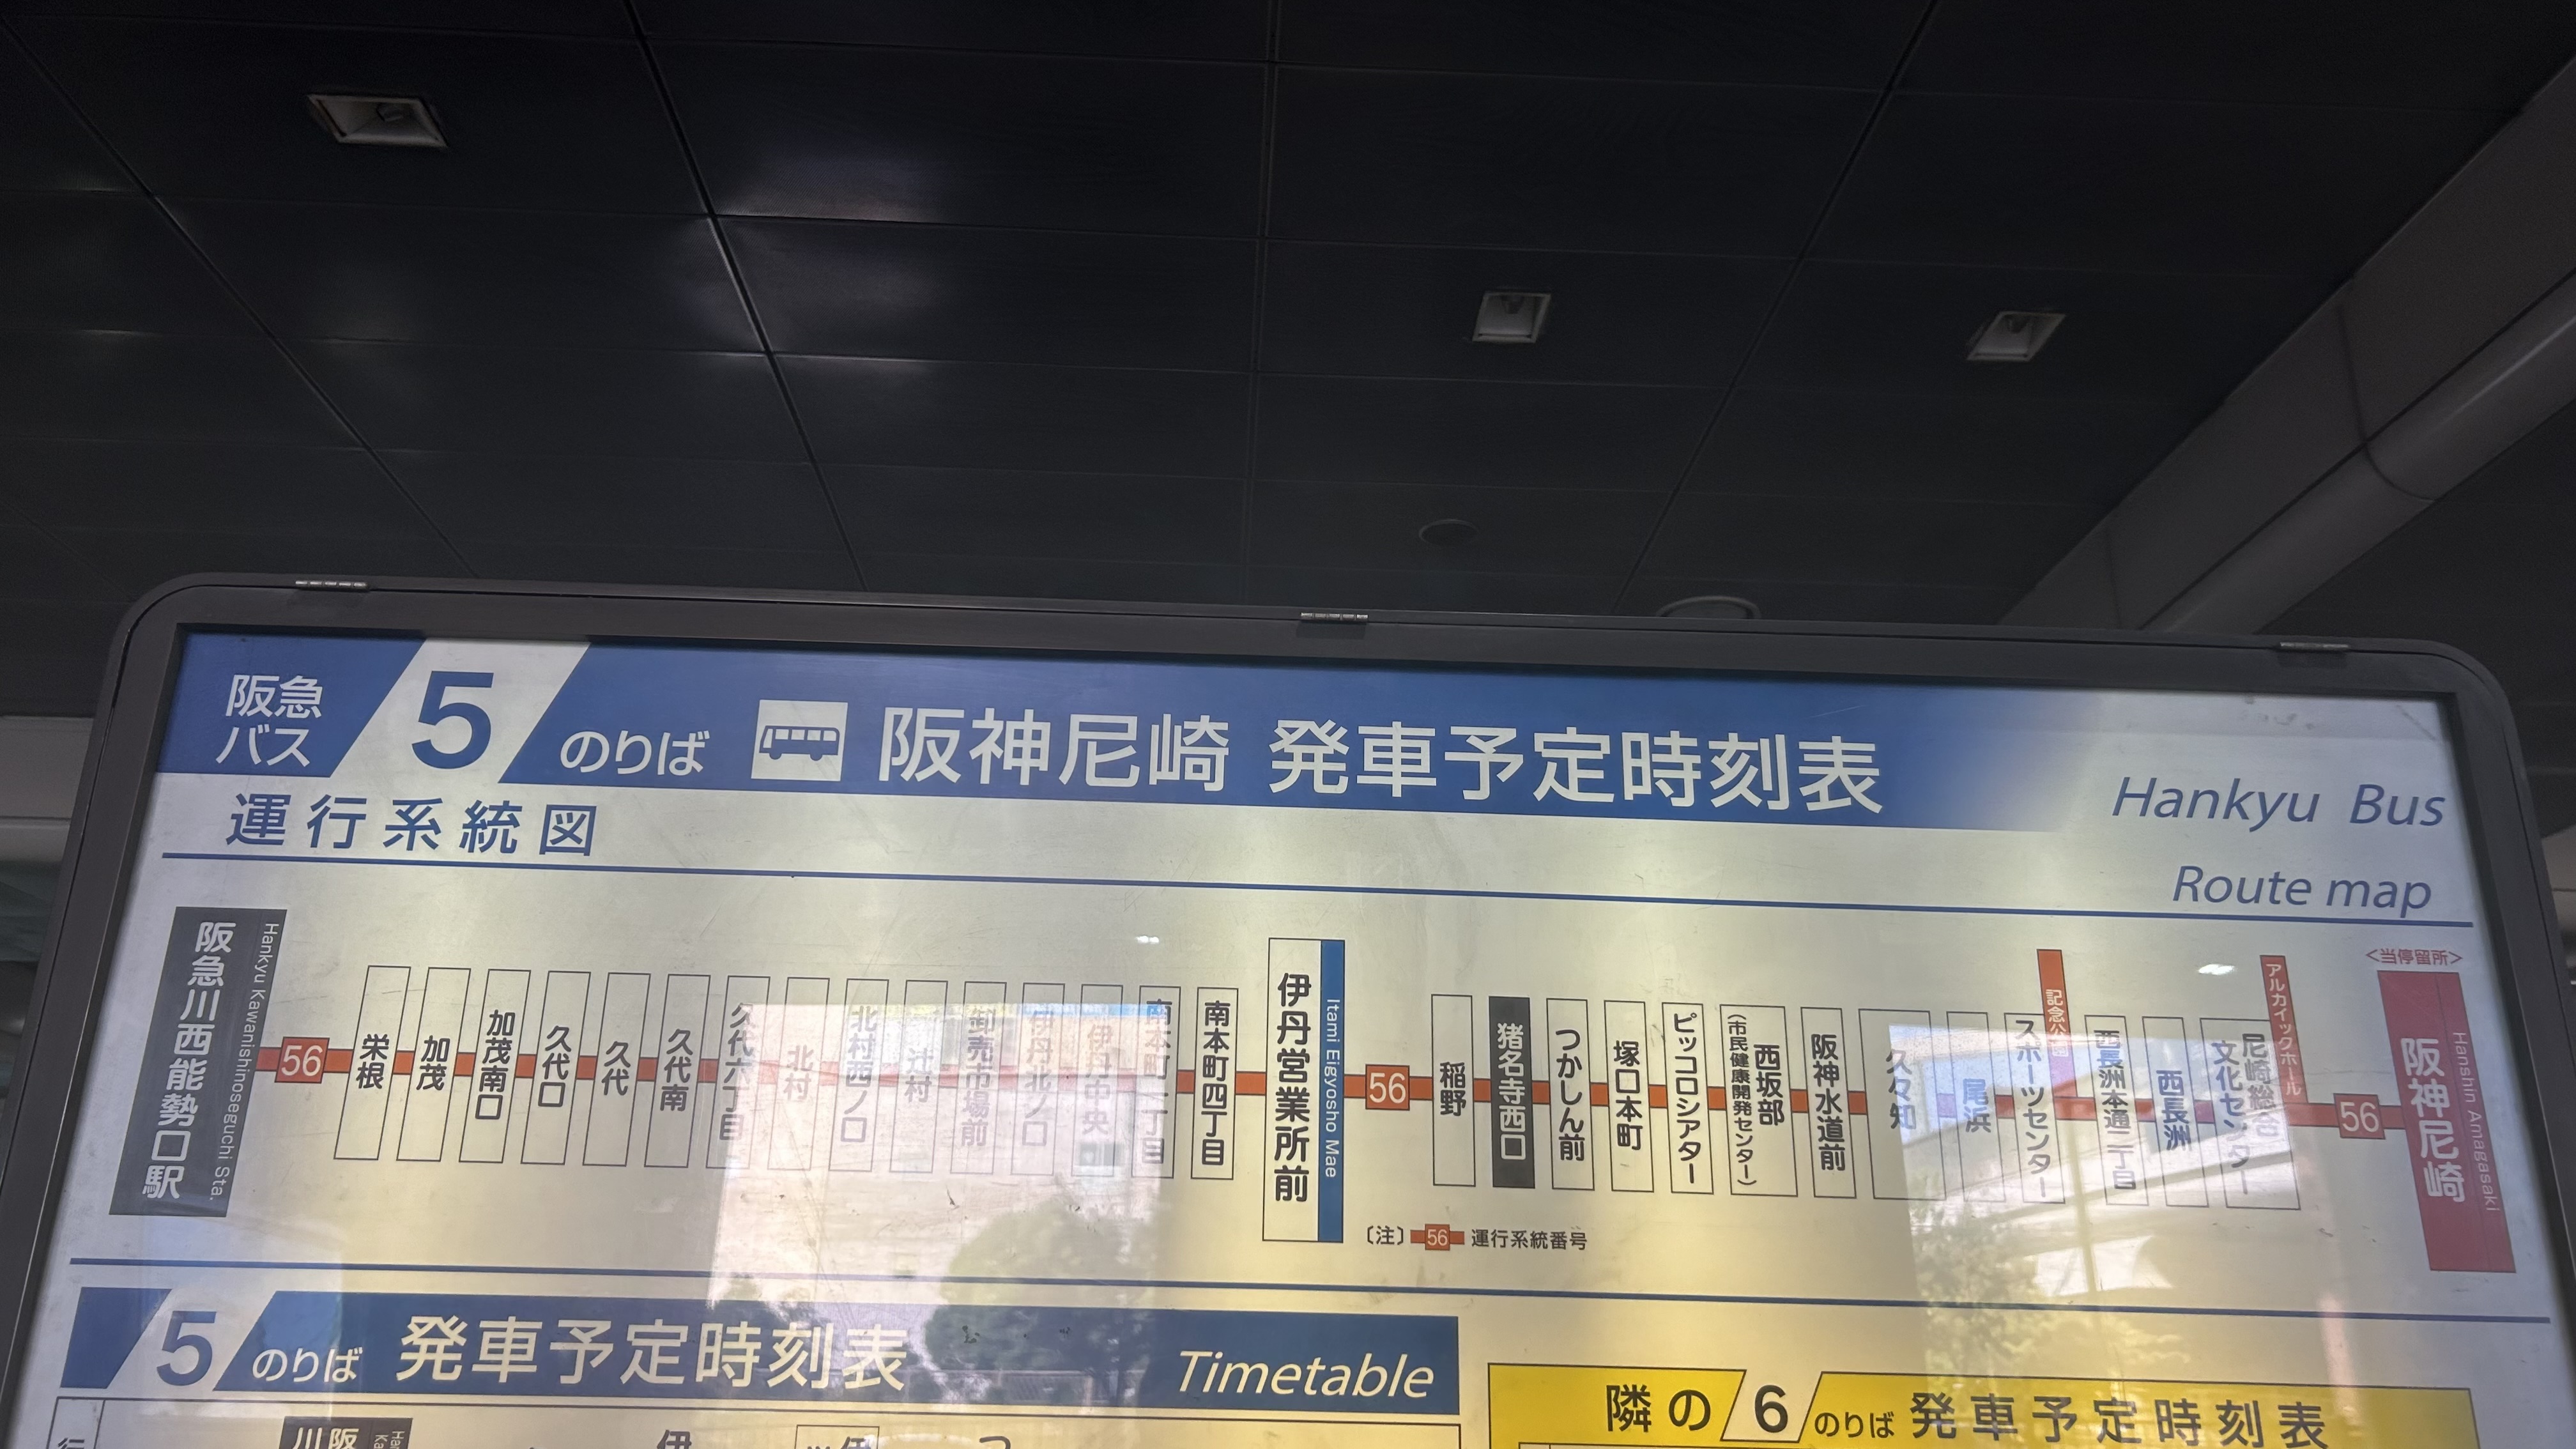 阪急
バス
5
のりば
阪神尼崎 発車予定時刻表
Hankyu Bus
運行系統図
Route map
阪急川西能勢口駅
Hankyu Kawanishinoseguchi Sta.
56
栄根
加茂
加茂南口
久代口
久代
久代南
久代六丁目
北村
北村西ノ口
辻村
卸売市場前
伊丹北ノ口
伊丹中央
南本町一丁目
南本町四丁目
伊丹営業所前
Itami Eigyosho Mae
56
稲野
猪名寺西口
つかしん前
塚口本町
ピッコロシアター
西坂部
(市民健康開発センター)
阪神水道前
久々知
尾浜
記念公園
スポーツセンター
西長洲本通二丁目
西長洲
アルカイックホール
尼崎総合
文化センター
56
<当停留所>
阪神尼崎
Hanshin Amagasaki
〔注〕 56 運行系統番号
5 のりば 発車予定時刻表 Timetable
隣の 6 のりば 発車予定時刻表